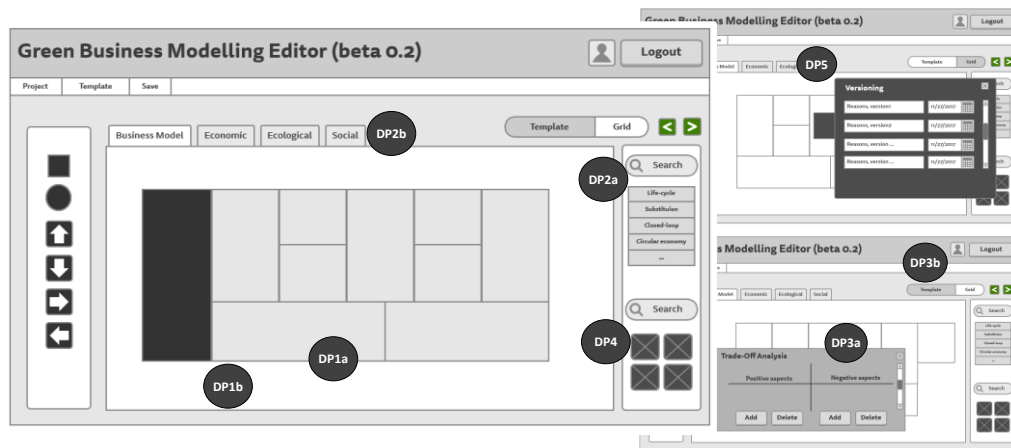 Green Business Modelling Editor (beta 0.2)
Logout
Project Template Save
Business Model Economic Ecological Social
DP2b
Template Grid
< >
Search
DP2a
Life-cycle
Substituion
Closed-loop
Circular economy
...
Search
DP4
DP1a
DP1b
Green Business Modelling Editor (beta 0.2)
Logout
Model Economic Ecolog
DP5
Template Grid
< >
Versioning
Reasons, version1 11/27/2017
Reasons, version2 11/27/2017
Reasons, version ... 11/27/2017
Reasons, version ... 11/27/2017
s Modelling Editor (beta 0.2)
Logout
DP3b
Model Economic Ecological Social
Template Grid
< >
Search
Life-cycle
Substituion
Closed-loop
Circular economy
...
Search
DP3a
Trade-Off Analysis
Positive aspects Negative aspects
Add Delete Add Delete